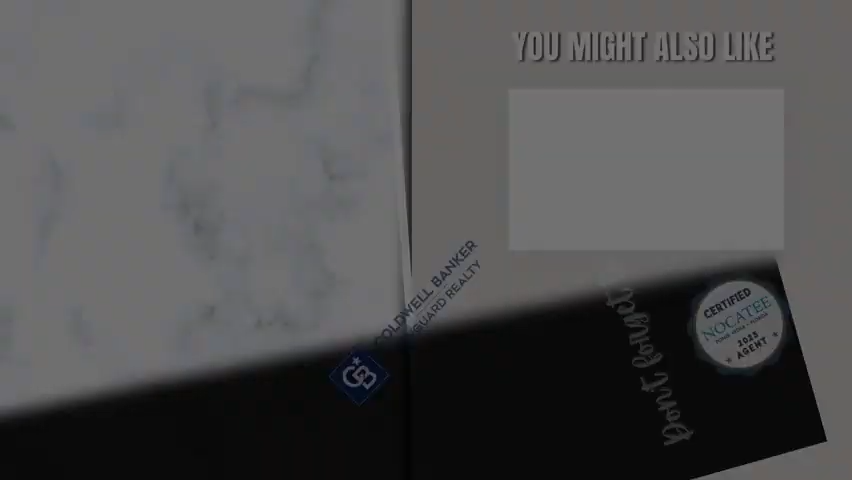 YOU MIGHT ALSO LIKE
COLDWELL BANKER
GUARD REALTY
CB
CERTIFIED
NOCATEE
2025
AGENT
Don't forget